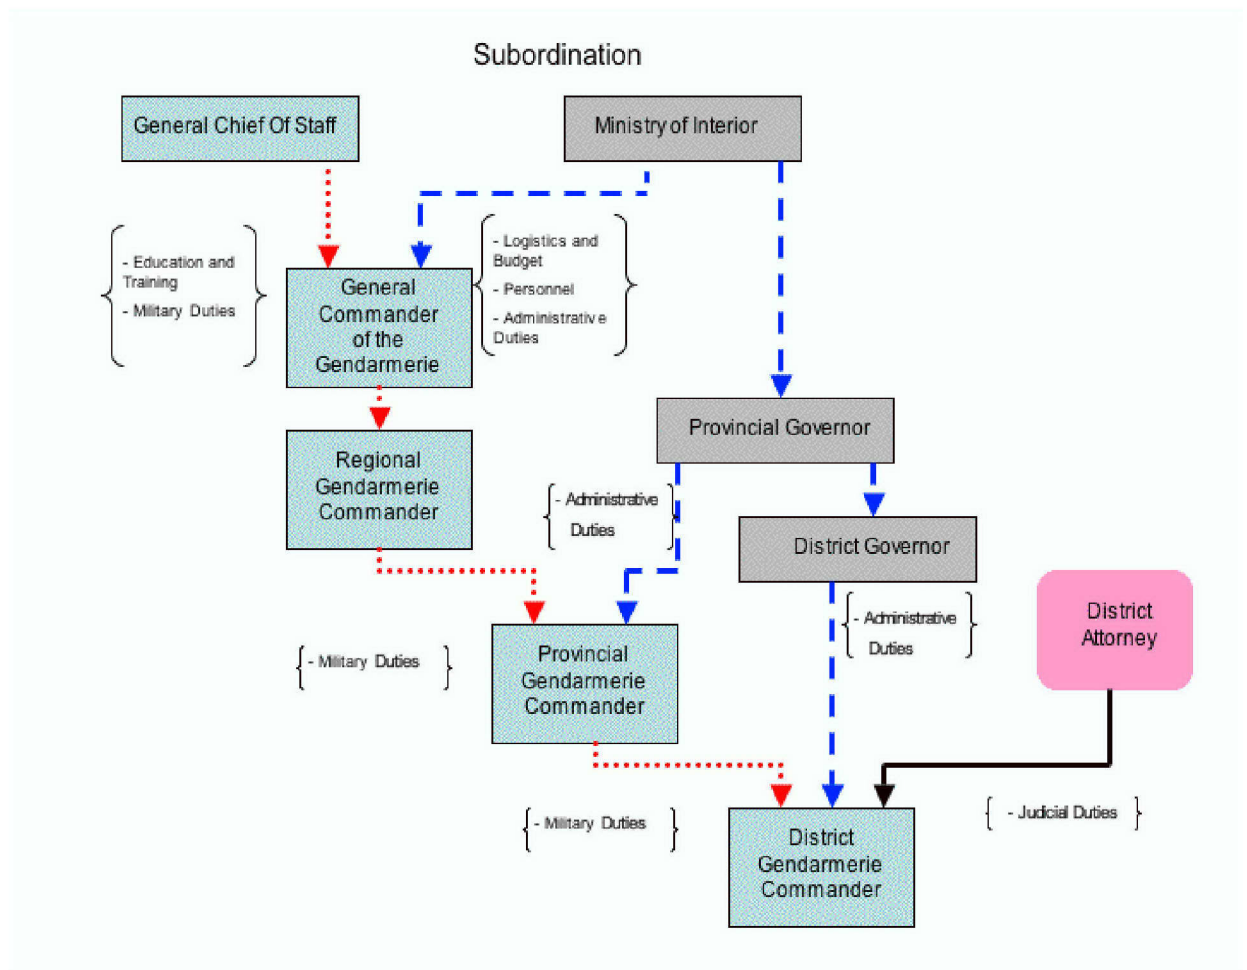 Subordination
General Chief Of Staff
Ministry of Interior
- Education and
Training
- Military Duties
- Logistics and
Budget
- Personnel
- Administrative
Duties
General
Commander
of the
Gendarmerie
Provincial Governor
Regional
Gendarmerie
Commander
- Administrative
Duties
District Governor
- Administrative
Duties
District
Attorney
- Military Duties
Provincial
Gendarmerie
Commander
- Military Duties
District
Gendarmerie
Commander
- Judicial Duties